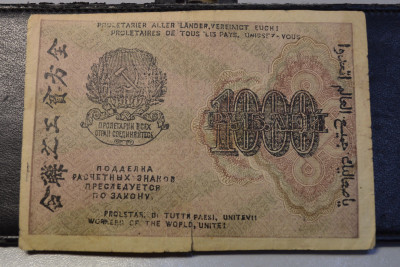 PROLETARIER ALLER LÄNDER, VEREINIGT EUCH!
PROLÉTAIRES DE TOUS LES PAYS, UNISSEZ-VOUS
ПРОЛЕТАРИИ ВСЕХ
СТРАН СОЕДИНЯЙТЕСЬ
1000
РУБЛЕЙ
ПОДДЕЛКА
РАСЧЕТНЫХ ЗНАКОВ
ПРЕСЛЕДУЕТСЯ
ПО ЗАКОНУ.
PROLETARI DI TUTTI PAESI, UNITEVI!
WORKERS OF THE WORLD, UNITE!